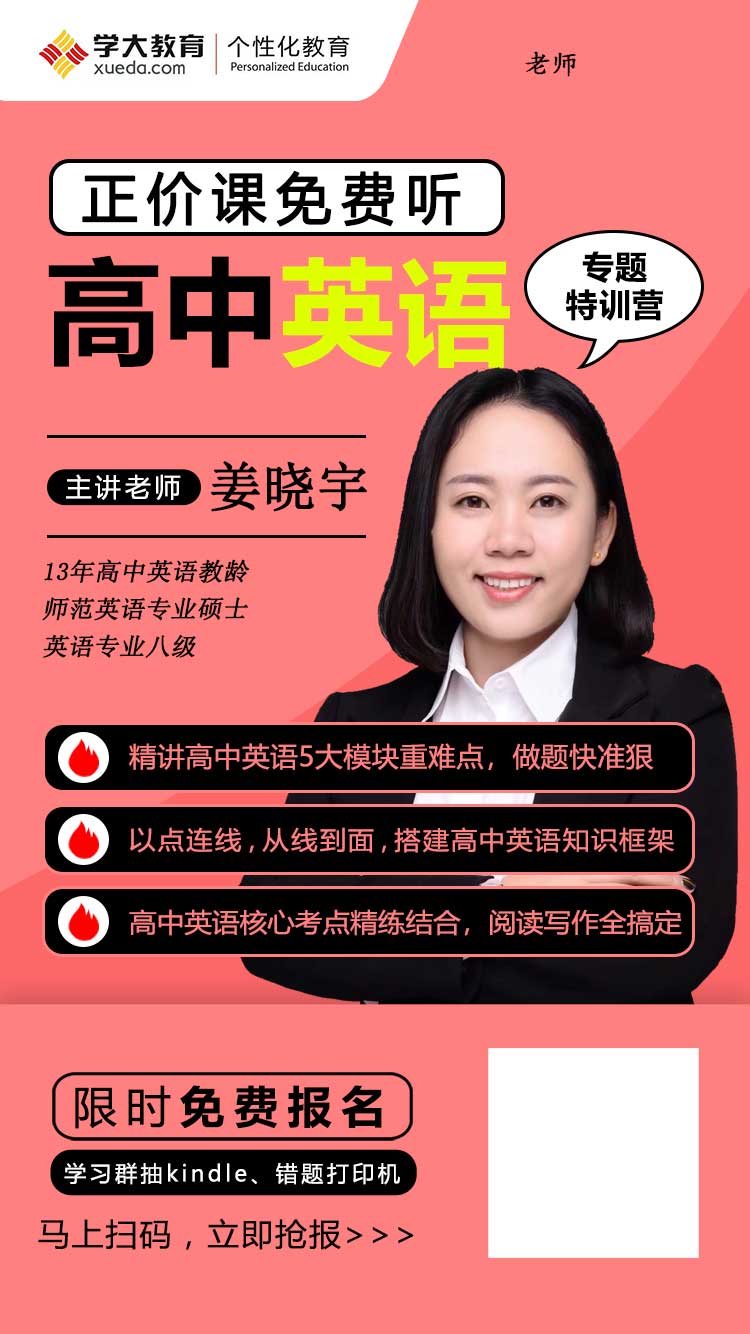 学大教育
xueda.com
个性化教育
Personalized Education
老师
正价课免费听
高中英语
专题
特训营
主讲老师 姜晓宇
13年高中英语教龄
师范英语专业硕士
英语专业八级
精讲高中英语5大模块重难点，做题快准狠
以点连线,从线到面,搭建高中英语知识框架
高中英语核心考点精练结合，阅读写作全搞定
限时免费报名
学习群抽kindle、错题打印机
马上扫码，立即抢报>>>